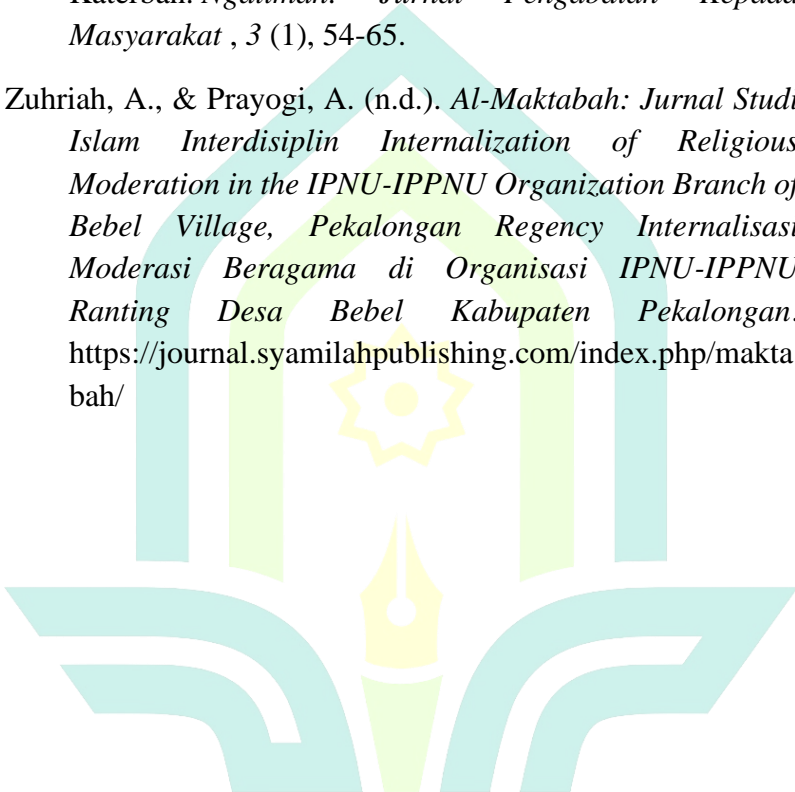 Masyarakat , 3 (1), 54-65.
Zuhriah, A., & Prayogi, A. (n.d.). Al-Maktabah: Jurnal Studi
Islam Interdisiplin Internalization of Religious
Moderation in the IPNU-IPPNU Organization Branch of
Bebel Village, Pekalongan Regency Internalisasi
Moderasi Beragama di Organisasi IPNU-IPPNU
Ranting Desa Bebel Kabupaten Pekalongan.
https://journal.syamilahpublishing.com/index.php/makta
bah/